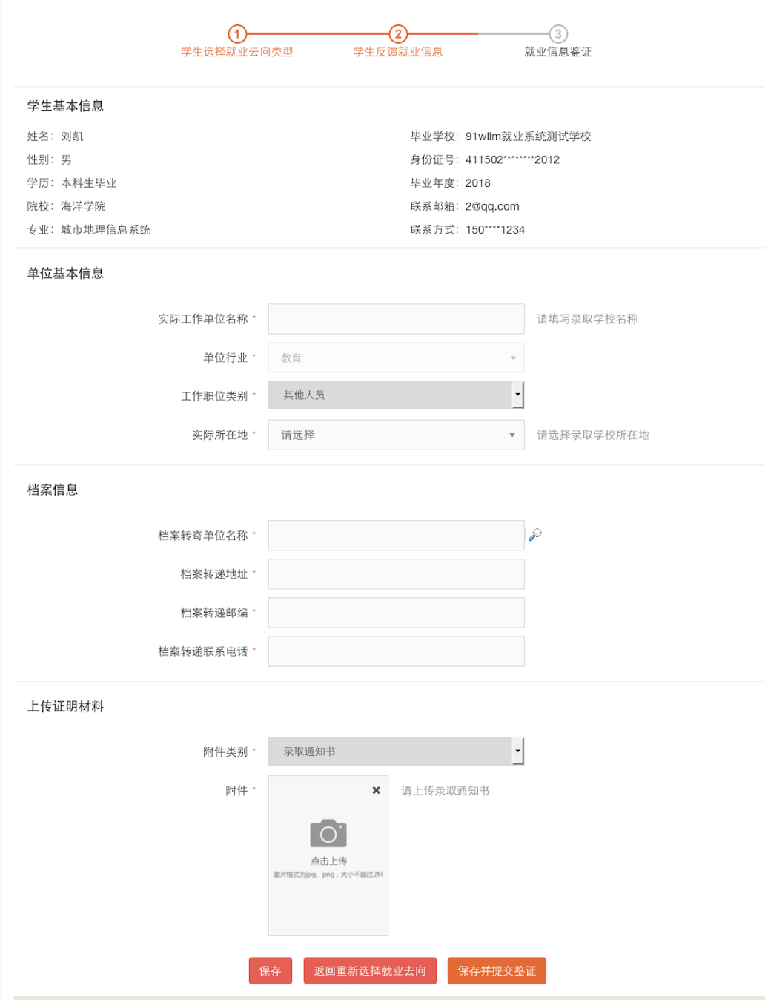 1 2 3
学生选择就业去向类型 学生反馈就业信息 就业信息鉴证
学生基本信息
姓名：刘凯 毕业学校：91wllm就业系统测试学校
性别：男 身份证号：411502********2012
学历：本科生毕业 毕业年度：2018
院校：海洋学院 联系邮箱：2@qq.com
专业：城市地理信息系统 联系方式：150****1234
单位基本信息
实际工作单位名称 * 请填写录取学校名称
单位行业 * 教育
工作职位类别 * 其他人员
实际所在地 * 请选择 请选择录取学校所在地
档案信息
档案转寄单位名称 *
档案转递地址 *
档案转递邮编 *
档案转递联系电话 *
上传证明材料
附件类别 * 录取通知书
附件 * 请上传录取通知书
点击上传
图片格式为jpg、png，大小不超过2M
保存 返回重新选择就业去向 保存并提交鉴证